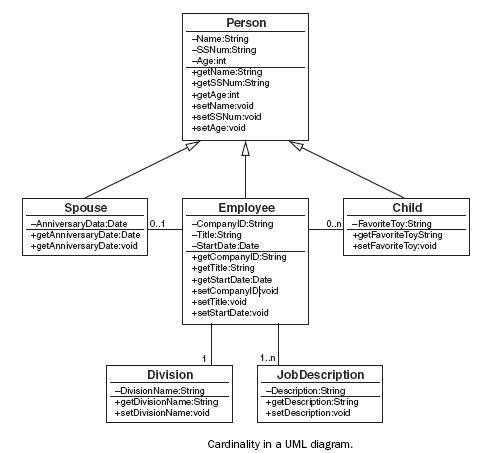 Person
–Name:String
–SSNum:String
–Age:int
+getName:String
+getSSNum:String
+getAge:int
+setName:void
+setSSNum:void
+setAge:void
Spouse
–AnniversaryData:Date
+getAnniversaryDate:Date
+getAnniversaryDate:void
0..1
Employee
–CompanyID:String
–Title:String
–StartDate:Date
+getCompanyID:String
+getTitle:String
+getStartDate:Date
+setCompanyID:void
+setTitle:void
+setStartDate:void
0..n
Child
–FavoriteToy:String
+getFavoriteToyString
+setFavoriteToy:void
1
1..n
Division
–DivisionName:String
+getDivisionName:String
+setDivisionName:void
JobDescription
–Description:String
+getDescription:String
+setDescription:void
Cardinality in a UML diagram.